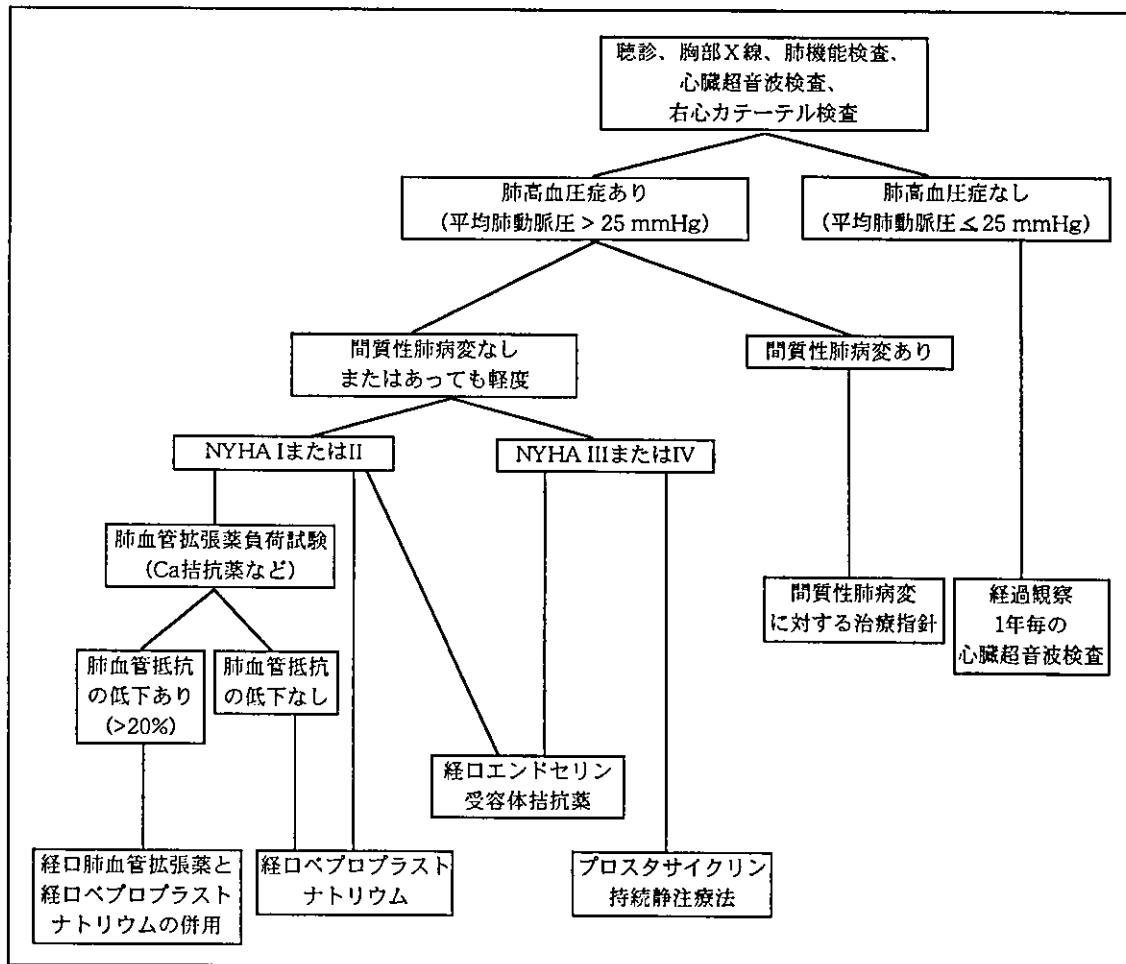 聴診、胸部X線、肺機能検査、
心臓超音波検査、
右心カテーテル検査
肺高血圧症あり
(平均肺動脈圧 > 25 mmHg)
肺高血圧症なし
(平均肺動脈圧 ≦ 25 mmHg)
間質性肺病変なし
またはあっても軽度
間質性肺病変あり
NYHA IまたはII
NYHA IIIまたはIV
肺血管拡張薬負荷試験
(Ca拮抗薬など)
間質性肺病変
に対する治療指針
経過観察
1年毎の
心臓超音波検査
肺血管抵抗
の低下あり
(>20%)
肺血管抵抗
の低下なし
経口エンドセリン
受容体拮抗薬
経口肺血管拡張薬と
経口ベプロプラスト
ナトリウムの併用
経口ベプロプラスト
ナトリウム
プロスタサイクリン
持続静注療法